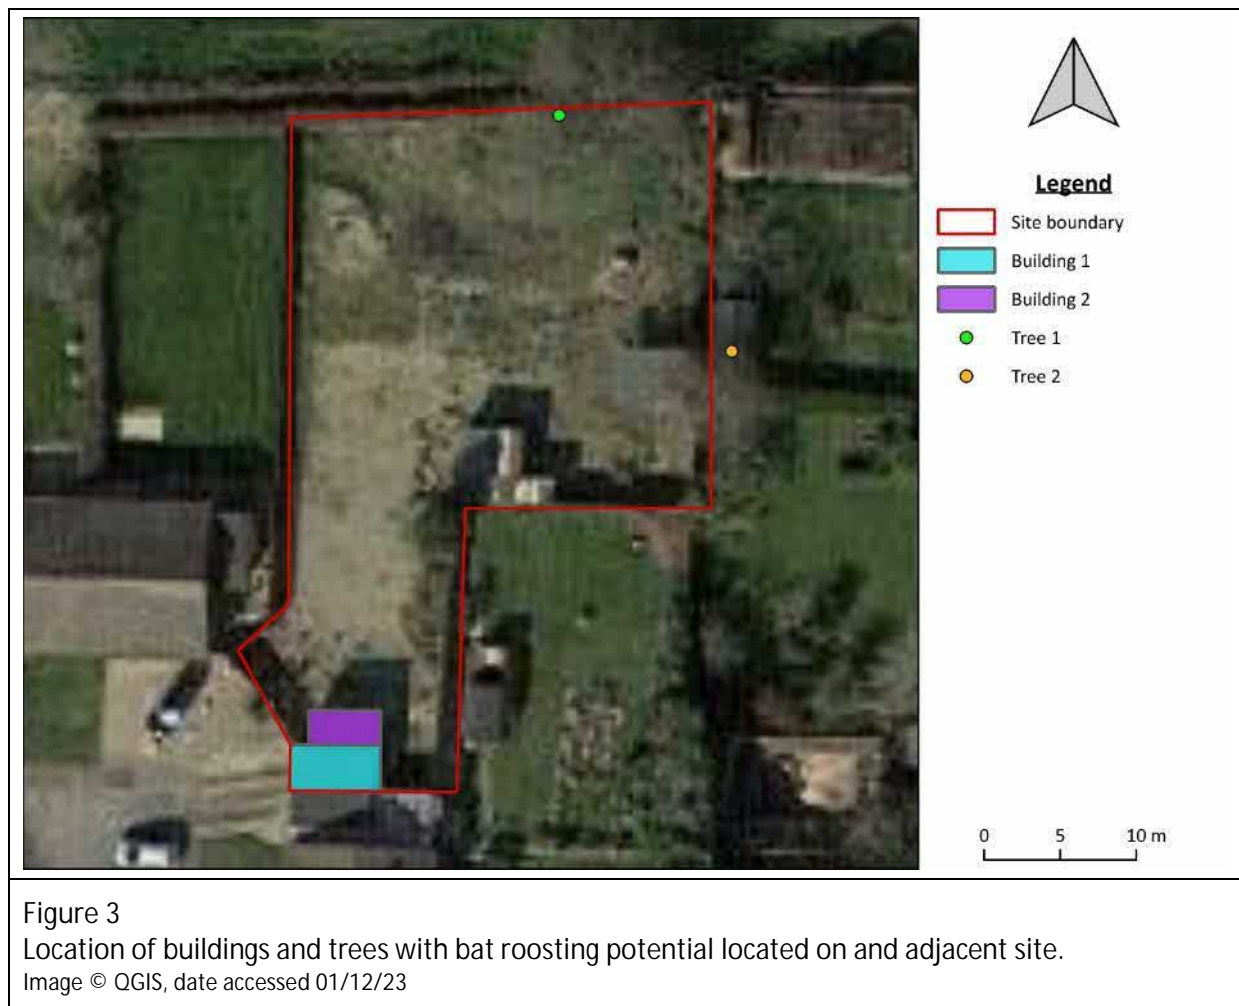 Legend
Site boundary
Building 1
Building 2
Tree 1
Tree 2
0 5 10 m
Figure 3
Location of buildings and trees with bat roosting potential located on and adjacent site.
Image © QGIS, date accessed 01/12/23